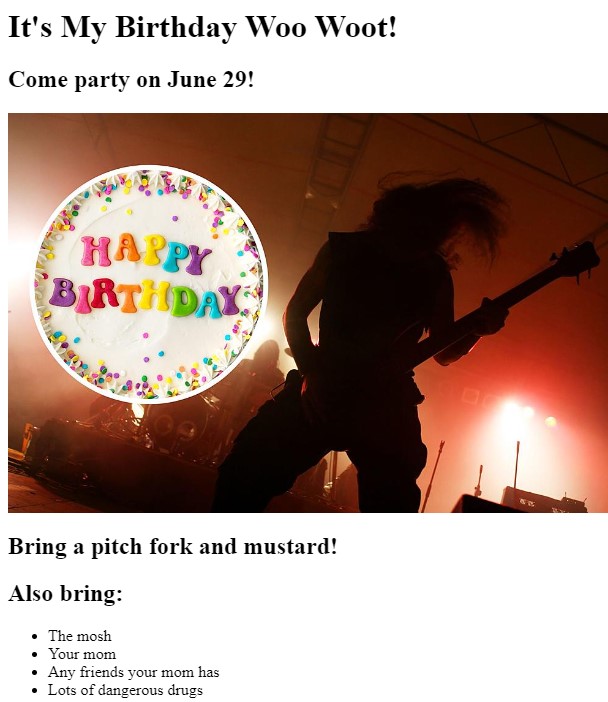 It's My Birthday Woo Woot!
Come party on June 29!
HAPPY
BIRTHDAY
Bring a pitch fork and mustard!
Also bring:
The mosh
Your mom
Any friends your mom has
Lots of dangerous drugs